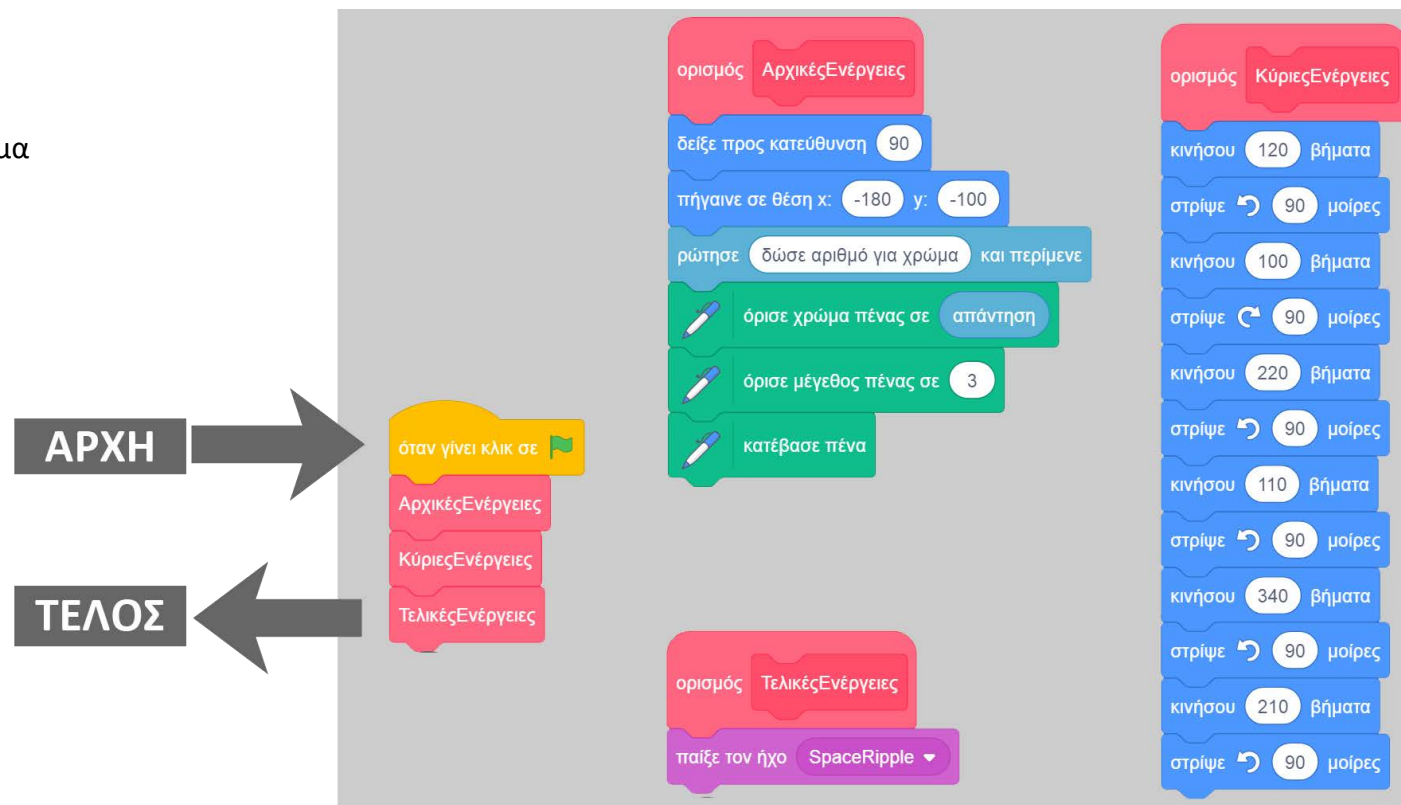 μα
ΑΡΧΗ
ΤΕΛΟΣ
όταν γίνει κλικ σε
ΑρχικέςΕνέργειες
ΚύριεςΕνέργειες
ΤελικέςΕνέργειες
ορισμός ΑρχικέςΕνέργειες
δείξε προς κατεύθυνση 90
πήγαινε σε θέση x: -180 y: -100
ρώτησε δώσε αριθμό για χρώμα και περίμενε
όρισε χρώμα πένας σε απάντηση
όρισε μέγεθος πένας σε 3
κατέβασε πένα
ορισμός ΤελικέςΕνέργειες
παίξε τον ήχο SpaceRipple
ορισμός ΚύριεςΕνέργειες
κινήσου 120 βήματα
στρίψε 90 μοίρες
κινήσου 100 βήματα
στρίψε 90 μοίρες
κινήσου 220 βήματα
στρίψε 90 μοίρες
κινήσου 110 βήματα
στρίψε 90 μοίρες
κινήσου 340 βήματα
στρίψε 90 μοίρες
κινήσου 210 βήματα
στρίψε 90 μοίρες